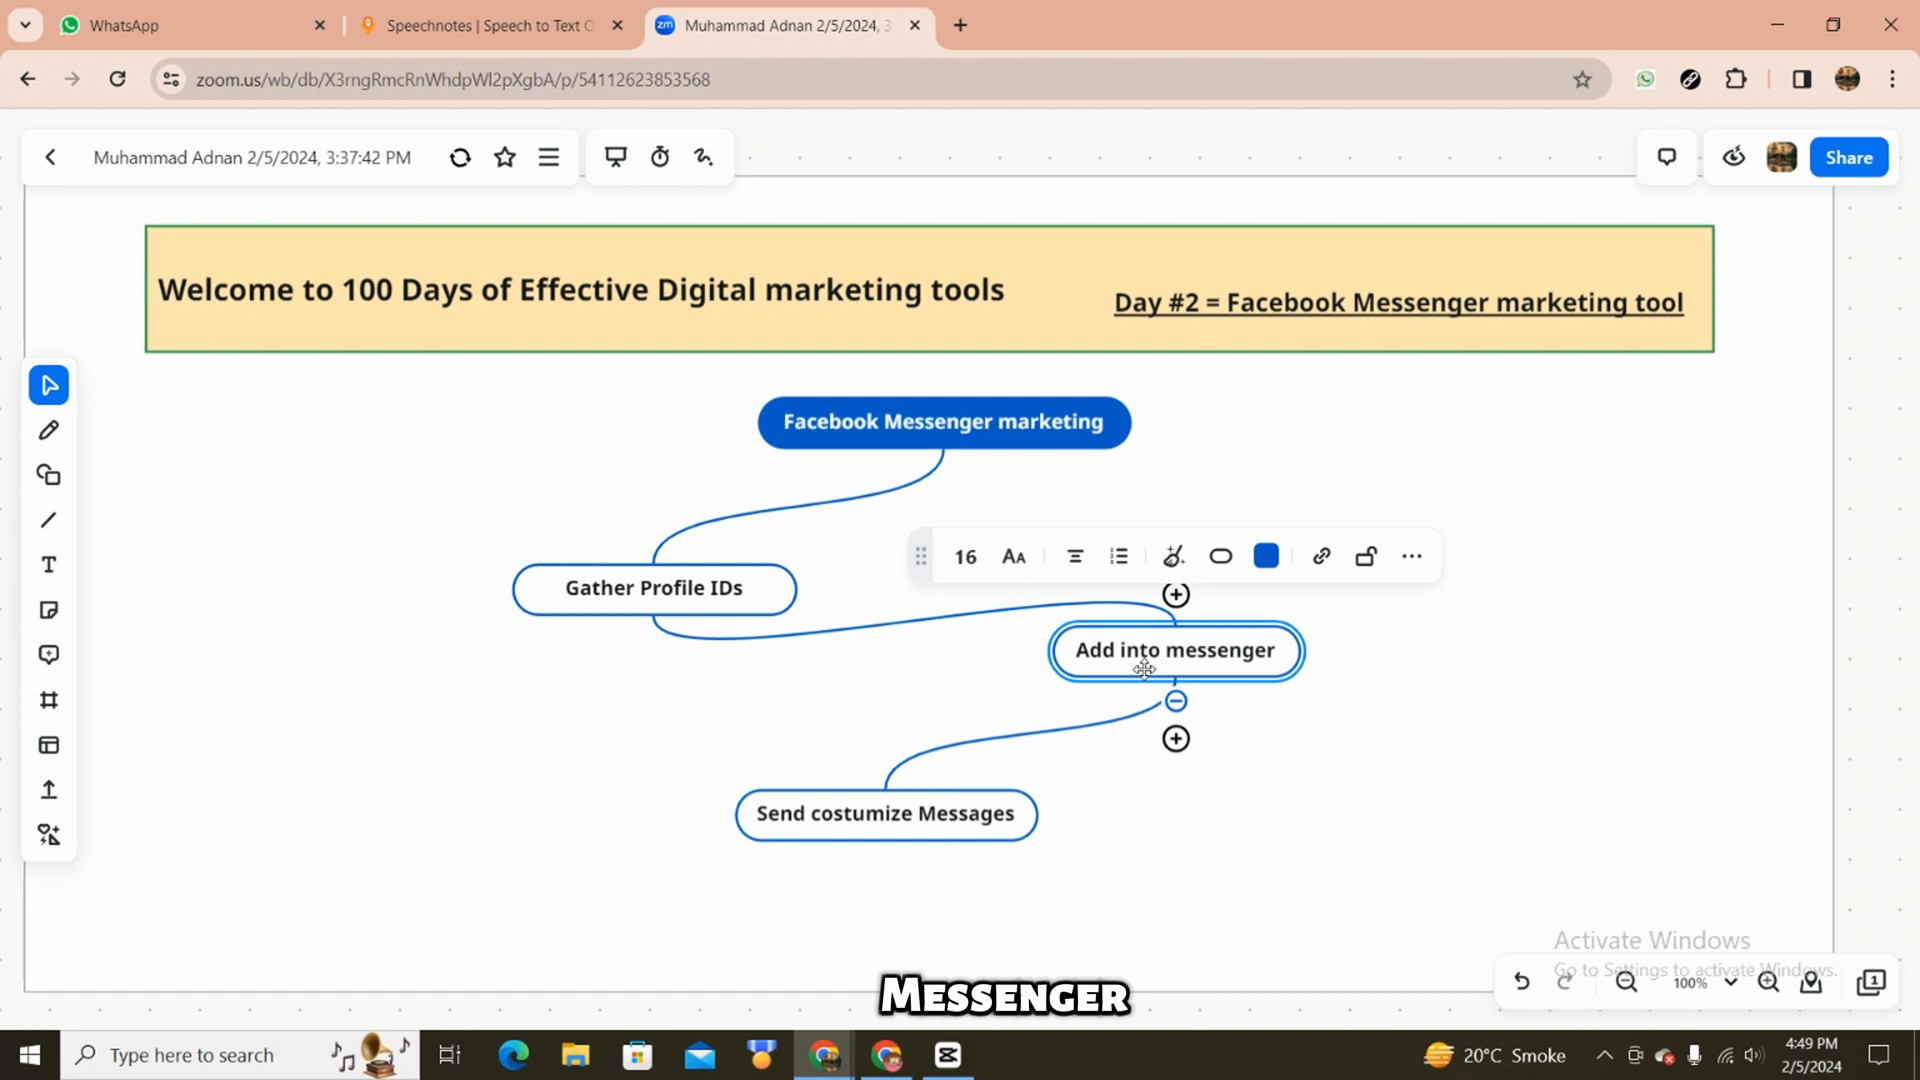 WhatsApp
Speechnotes | Speech to Text O
zm
Muhammad Adnan 2/5/2024, 3
zoom.us/wb/db/X3rngRmcRnWhdpWl2pXgbA/p/54112623853568
Muhammad Adnan 2/5/2024, 3:37:42 PM
Share
Welcome to 100 Days of Effective Digital marketing tools
Day #2 = Facebook Messenger marketing tool
Facebook Messenger marketing
16
AA
Gather Profile IDs
Add into messenger
Send costumize Messages
T
Activate Windows
Go to Settings to activate Windows.
100%
1
MESSENGER
Type here to search
20°C Smoke
4:49 PM
2/5/2024